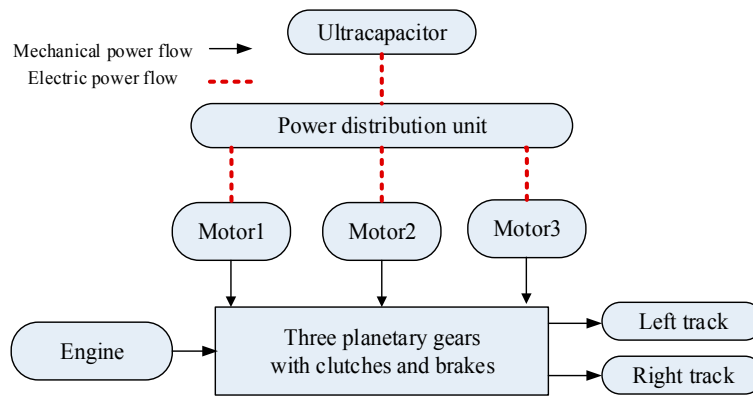 Ultracapacitor
Mechanical power flow
Electric power flow
Power distribution unit
Motor1
Motor2
Motor3
Engine
Three planetary gears
with clutches and brakes
Left track
Right track